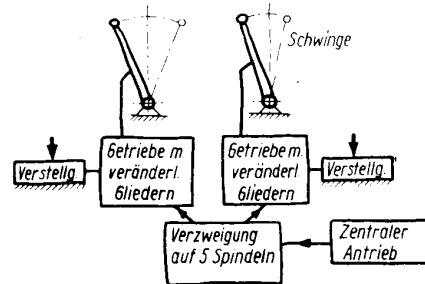 Schwinge
Getriebe m.
veränderl.
Gliedern
Getriebe m.
veränderl.
Gliedern
Verstellg.
Verstellg.
Verzweigung
auf 5 Spindeln
Zentraler
Antrieb